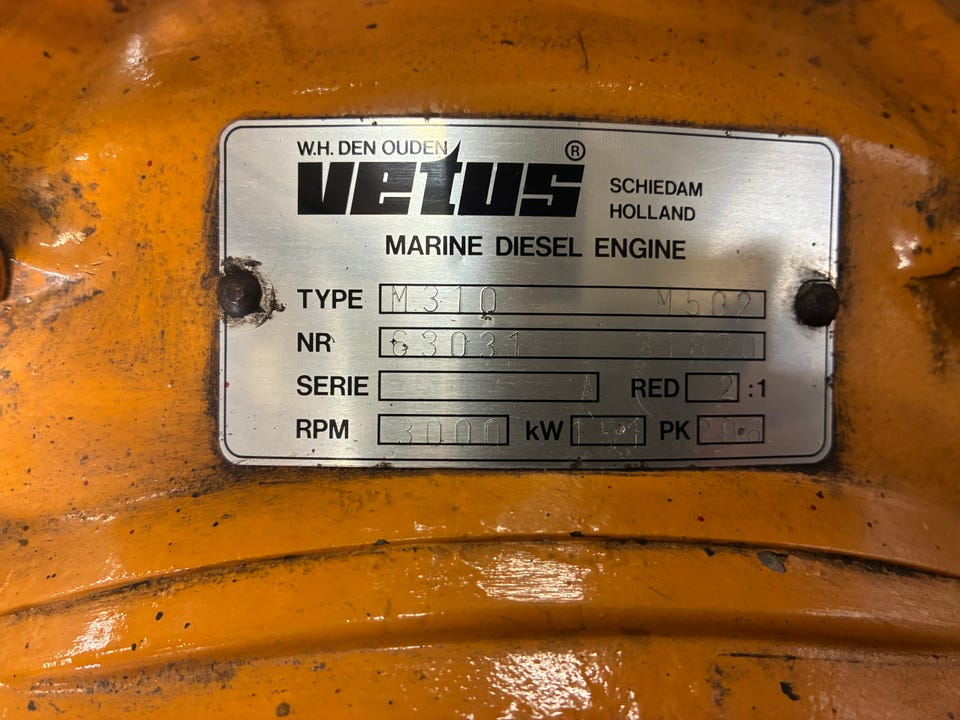 W.H. DEN OUDEN
vetus ®
SCHIEDAM
HOLLAND
MARINE DIESEL ENGINE
TYPE M310 M502
NR 63031
SERIE A RED 2 :1
RPM 3000 kW PK